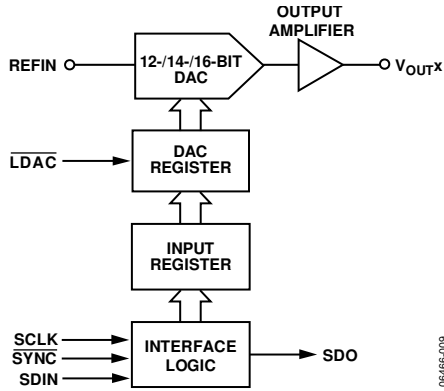 OUTPUT
AMPLIFIER
REFIN
12-/14-/16-BIT
DAC
VOUTx
LDAC
DAC
REGISTER
INPUT
REGISTER
SCLK
SYNC
SDIN
INTERFACE
LOGIC
SDO
06466-009